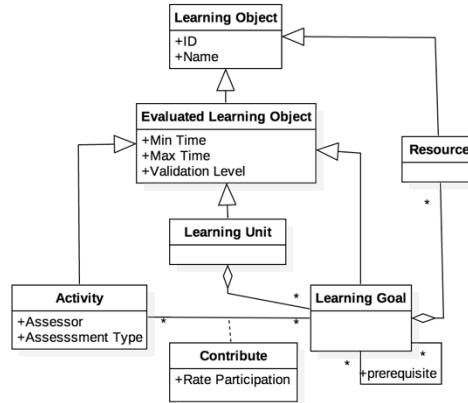 Learning Object
+ID
+Name
Evaluated Learning Object
+Min Time
+Max Time
+Validation Level
Resource
*
Learning Unit
*
Activity
+Assessor
+Assesssment Type
Learning Goal
*
*
Contribute
+Rate Participation
*
*
+prerequisite